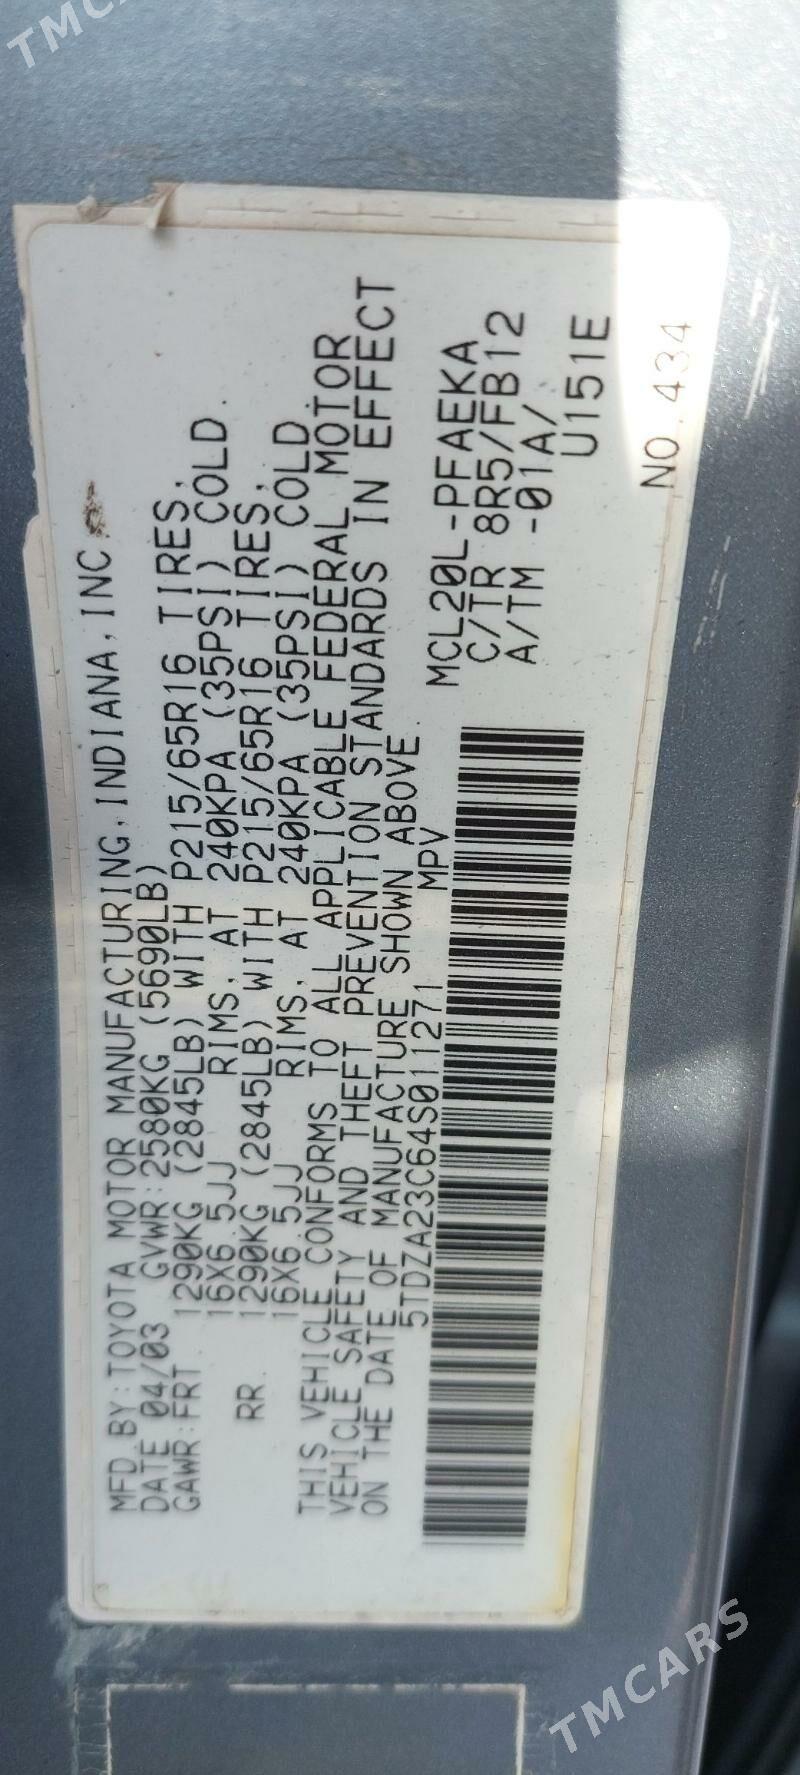 MFD.BY:TOYOTA MOTOR MANUFACTURING,INDIANA,INC
DATE 04/03 GVWR:2580KG(5690LB)
GAWR:FRT 1290KG (2845LB) WITH P215/65R16 TIRES,
16X6.5JJ RIMS, AT 240KPA (35PSI) COLD.
RR. 1290KG (2845LB) WITH P215/65R16 TIRES,
16X6.5JJ RIMS, AT 240KPA (35PSI) COLD.
THIS VEHICLE CONFORMS TO ALL APPLICABLE FEDERAL MOTOR
VEHICLE SAFETY AND THEFT PREVENTION STANDARDS IN EFFECT
ON THE DATE OF MANUFACTURE SHOWN ABOVE.
5TDZA23C64S011271 MPV
MCL20L-PFAEKA
C/TR 8R5/FB12
A/TM -01A/
U151E
NO.434
TMCARS